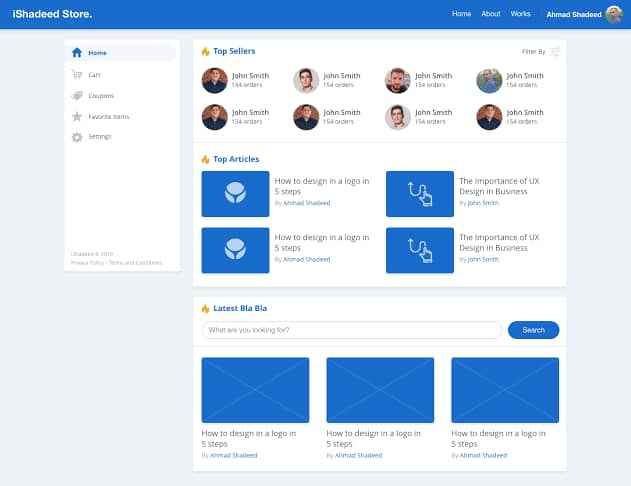 iShadeed Store.
Home About Works Ahmad Shadeed
Home
Cart
Coupons
Favorite items
Settings
iShadeed © 2019
Privacy Policy • Terms and Conditions
Top Sellers
Filter By
John Smith John Smith John Smith John Smith
154 orders 154 orders 154 orders 154 orders
John Smith John Smith John Smith John Smith
154 orders 154 orders 154 orders 154 orders
Top Articles
How to design in a logo in
5 steps
By Ahmad Shadeed
The Importance of UX
Design in Business
By John Smith
How to design in a logo in
5 steps
By Ahmad Shadeed
The Importance of UX
Design in Business
By John Smith
Latest Bla Bla
What are you looking for? Search
How to design in a logo in
5 steps
By Ahmad Shadeed
How to design in a logo in
5 steps
By Ahmad Shadeed
How to design in a logo in
5 steps
By Ahmad Shadeed